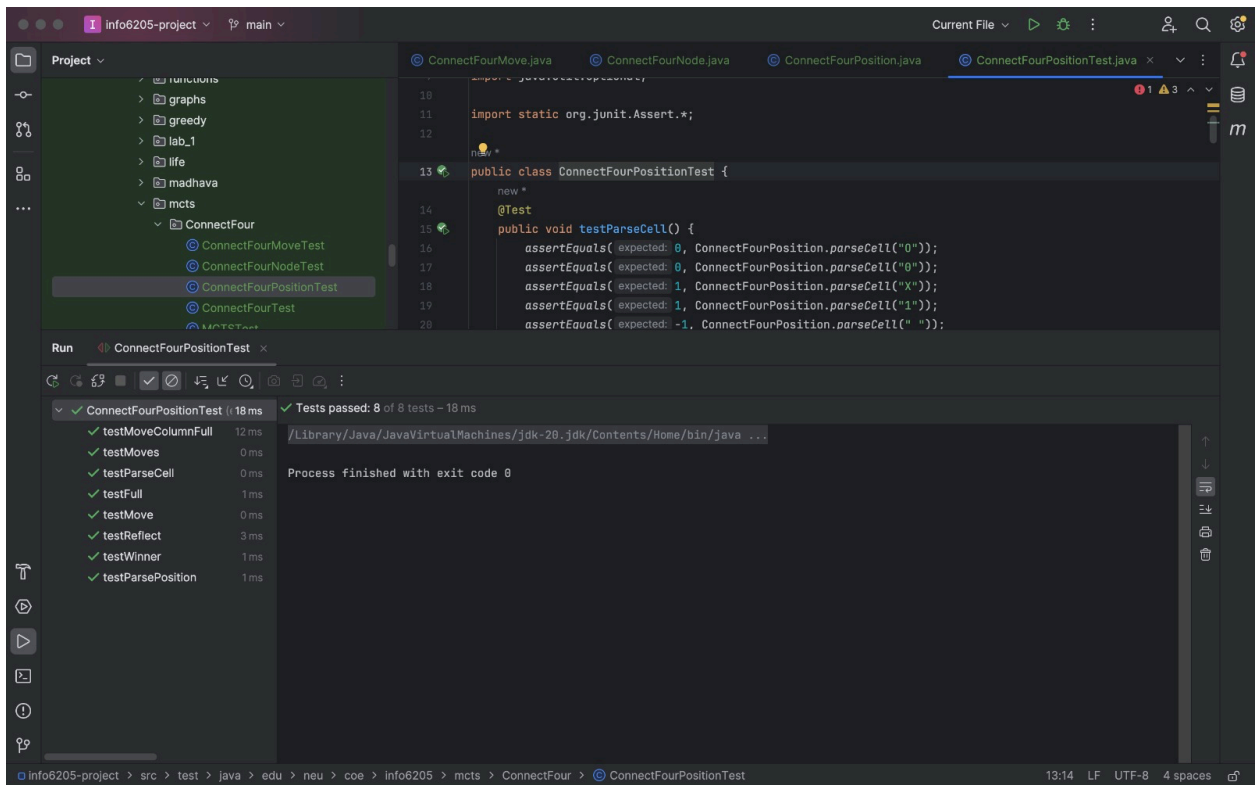 I info6205-project main Current File
Project
ConnectFourMove.java ConnectFourNode.java ConnectFourPosition.java ConnectFourPositionTest.java
functions
graphs
greedy
lab_1
life
madhava
mcts
ConnectFour
ConnectFourMoveTest
ConnectFourNodeTest
ConnectFourPositionTest
ConnectFourTest
MCTSTest
1 3
m
import java.util.Optional;
10
11 import static org.junit.Assert.*;
12
new *
13 public class ConnectFourPositionTest {
new *
14 @Test
15 public void testParseCell() {
16 assertEquals( expected: 0, ConnectFourPosition.parseCell("O"));
17 assertEquals( expected: 0, ConnectFourPosition.parseCell("0"));
18 assertEquals( expected: 1, ConnectFourPosition.parseCell("X"));
19 assertEquals( expected: 1, ConnectFourPosition.parseCell("1"));
20 assertEquals( expected: -1, ConnectFourPosition.parseCell(" "));
Run ConnectFourPositionTest
ConnectFourPositionTest 18 ms
testMoveColumnFull 12 ms
testMoves 0 ms
testParseCell 0 ms
testFull 1 ms
testMove 0 ms
testReflect 3 ms
testWinner 1 ms
testParsePosition 1 ms
Tests passed: 8 of 8 tests – 18 ms
/Library/Java/JavaVirtualMachines/jdk-20.jdk/Contents/Home/bin/java ...
Process finished with exit code 0
info6205-project > src > test > java > edu > neu > coe > info6205 > mcts > ConnectFour > ConnectFourPositionTest 13:14 LF UTF-8 4 spaces